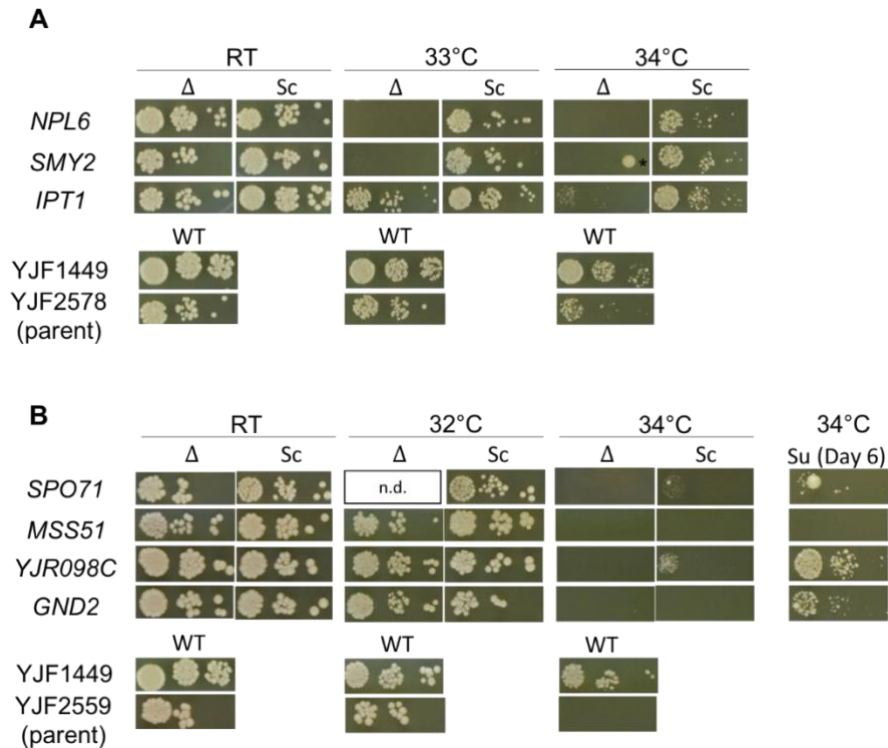 A
RT 33°C 34°C
Δ Sc Δ Sc Δ Sc
NPL6
SMY2 *
IPT1
WT WT WT
YJF1449
YJF2578
(parent)
B
RT 32°C 34°C 34°C
Δ Sc Δ Sc Δ Sc Su (Day 6)
SPO71 n.d.
MSS51
YJR098C
GND2
WT WT WT
YJF1449
YJF2559
(parent)